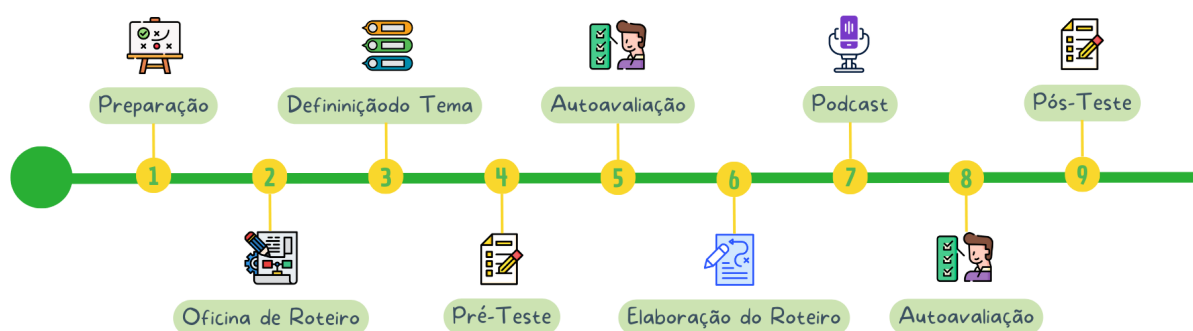 Preparação
Defininiçãodo Tema
Autoavaliação
Podcast
Pós-Teste
1
2
3
4
5
6
7
8
9
Oficina de Roteiro
Pré-Teste
Elaboração do Roteiro
Autoavaliação